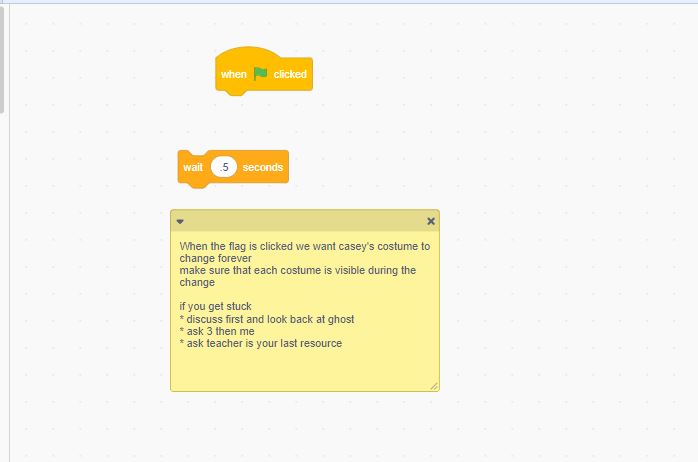 when clicked
wait .5 seconds
When the flag is clicked we want casey's costume to
change forever
make sure that each costume is visible during the
change
if you get stuck
* discuss first and look back at ghost
* ask 3 then me
* ask teacher is your last resource